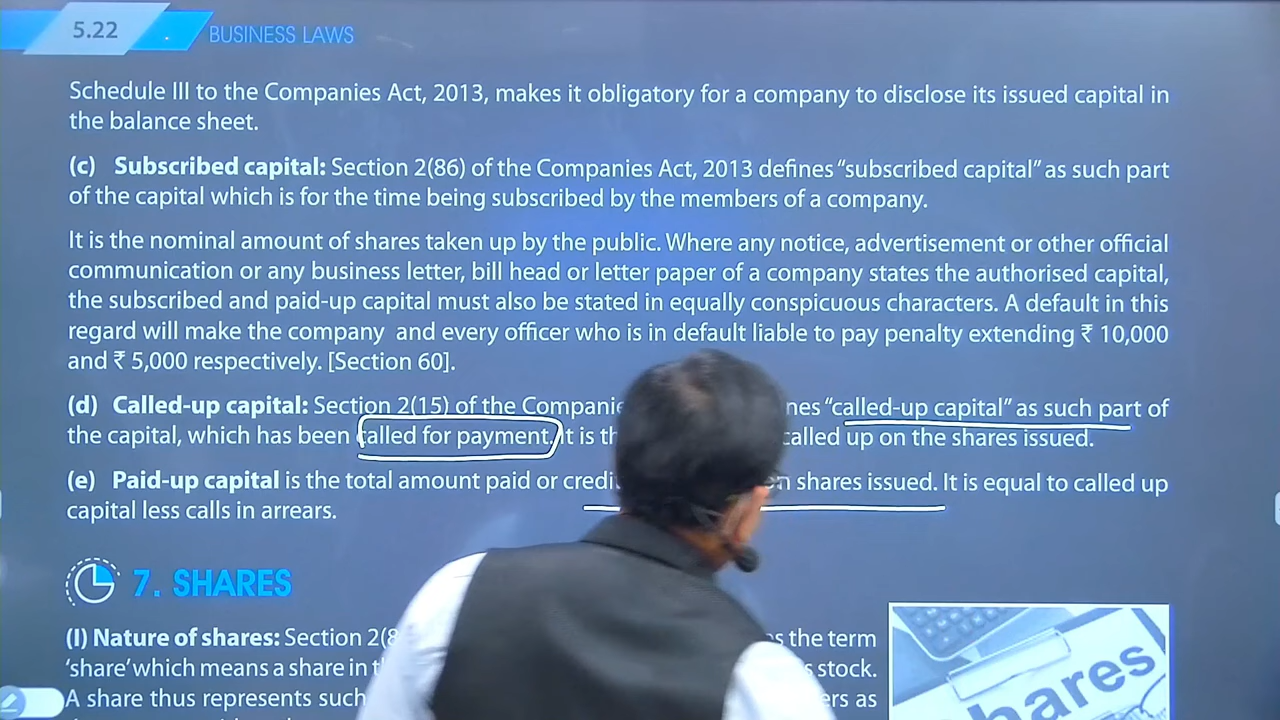 5.22
BUSINESS LAWS
Schedule III to the Companies Act, 2013, makes it obligatory for a company to disclose its issued capital in
the balance sheet.
(c) Subscribed capital: Section 2(86) of the Companies Act, 2013 defines “subscribed capital” as such part
of the capital which is for the time being subscribed by the members of a company.
It is the nominal amount of shares taken up by the public. Where any notice, advertisement or other official
communication or any business letter, bill head or letter paper of a company states the authorised capital,
the subscribed and paid-up capital must also be stated in equally conspicuous characters. A default in this
regard will make the company and every officer who is in default liable to pay penalty extending ₹ 10,000
and ₹ 5,000 respectively. [Section 60].
(d) Called-up capital: Section 2(15) of the “called-up capital” as such part of
the capital, which has been called for payment. It is called up on the shares issued.
(e) Paid-up capital is the total amount paid or shares issued. It is equal to called up
capital less calls in arrears.
7. SHARES
(I) Nature of shares: Section the term
‘share’ which means a share in stock.
A share thus represents such as